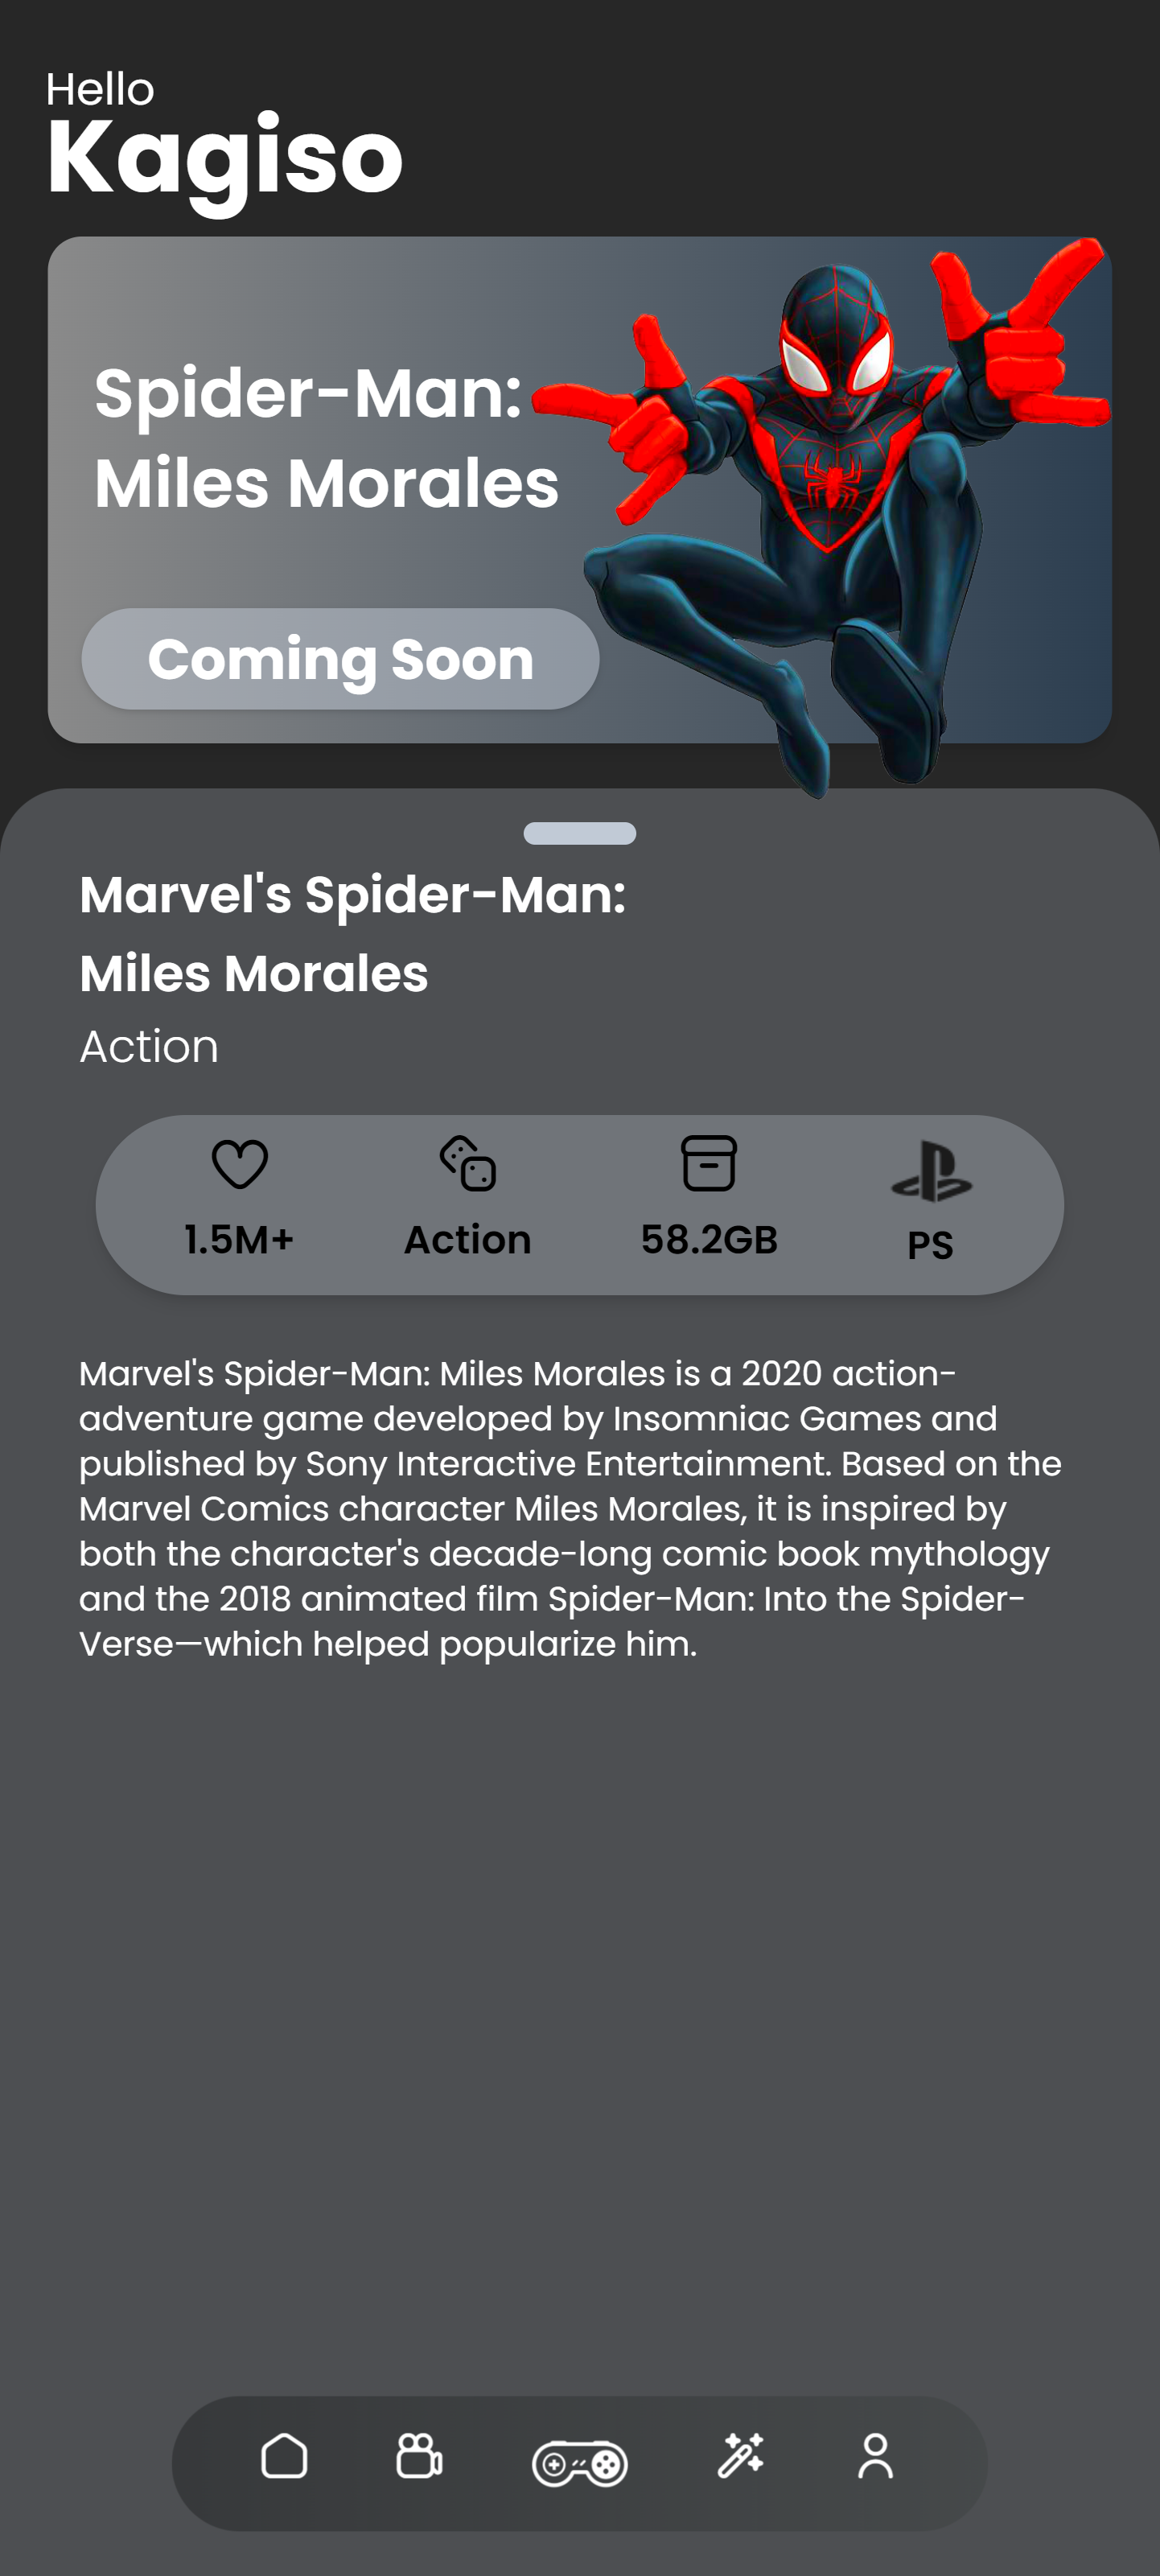 Hello
Kagiso
Spider-Man:
Miles Morales
Coming Soon
Marvel's Spider-Man:
Miles Morales
Action
1.5M+ Action 58.2GB PS
Marvel's Spider-Man: Miles Morales is a 2020 action-
adventure game developed by Insomniac Games and
published by Sony Interactive Entertainment. Based on the
Marvel Comics character Miles Morales, it is inspired by
both the character's decade-long comic book mythology
and the 2018 animated film Spider-Man: Into the Spider-
Verse—which helped popularize him.